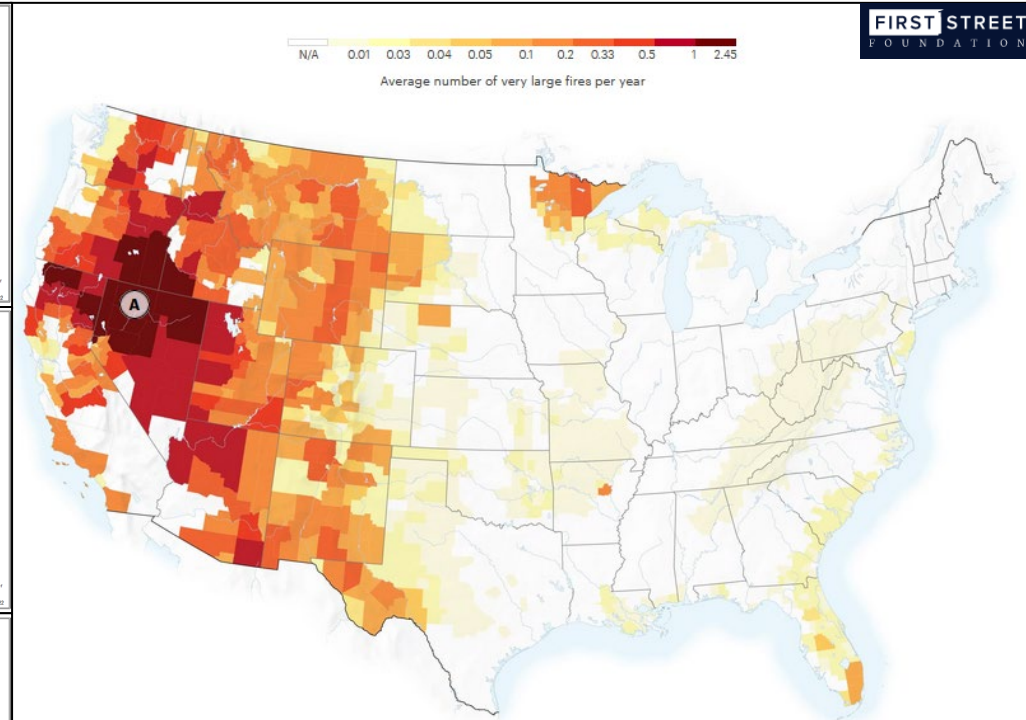 FIRST STREET
FOUNDATION
N/A 0.01 0.03 0.04 0.05 0.1 0.2 0.33 0.5 1 2.45
Average number of very large fires per year
A